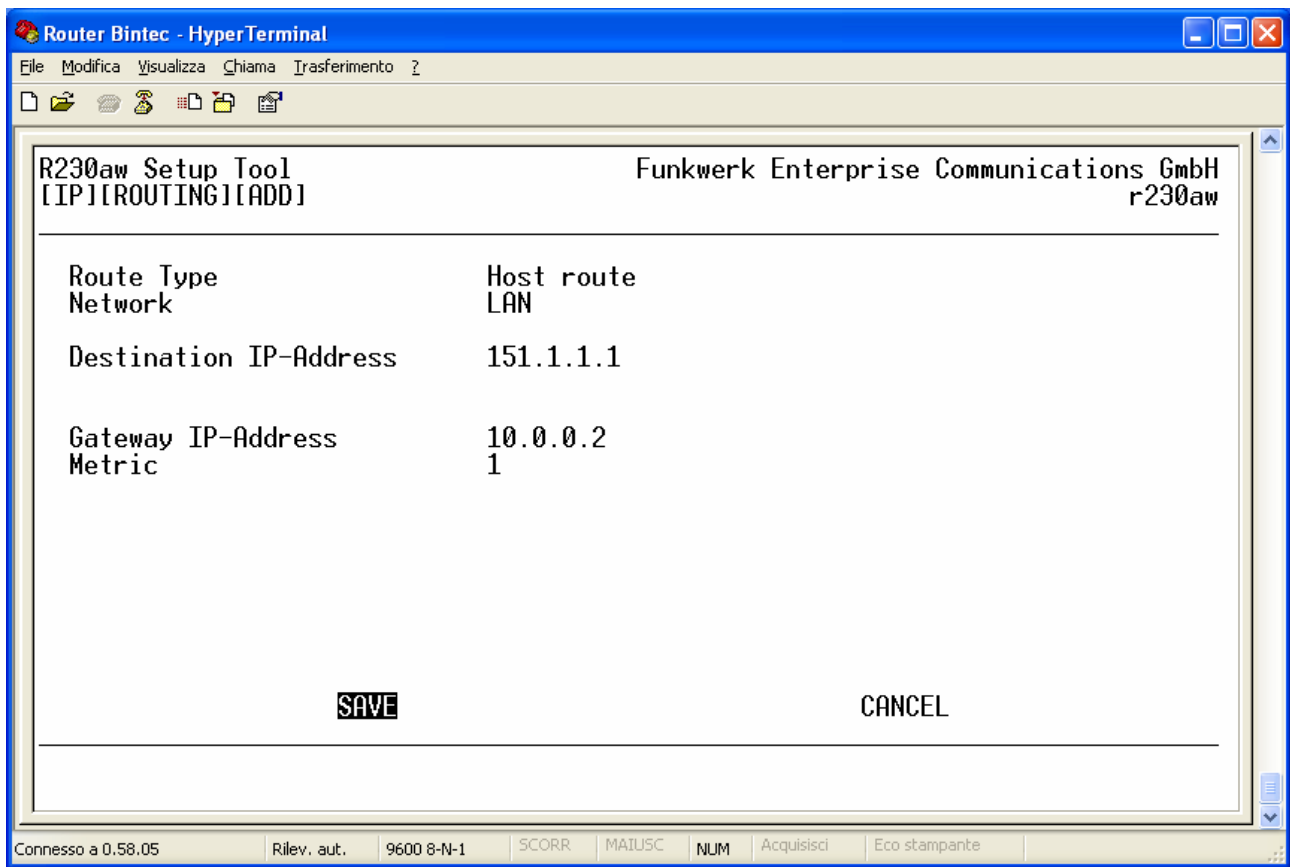 Router Bintec - HyperTerminal
File Modifica Visualizza Chiama Trasferimento ?
R230aw Setup Tool Funkwerk Enterprise Communications GmbH
[IP][ROUTING][ADD] r230aw
Route Type Host route
Network LAN
Destination IP-Address 151.1.1.1
Gateway IP-Address 10.0.0.2
Metric 1
SAVE CANCEL
Connesso a 0.58.05 Rilev. aut. 9600 8-N-1 SCORR MAIUSC NUM Acquisisci Eco stampante